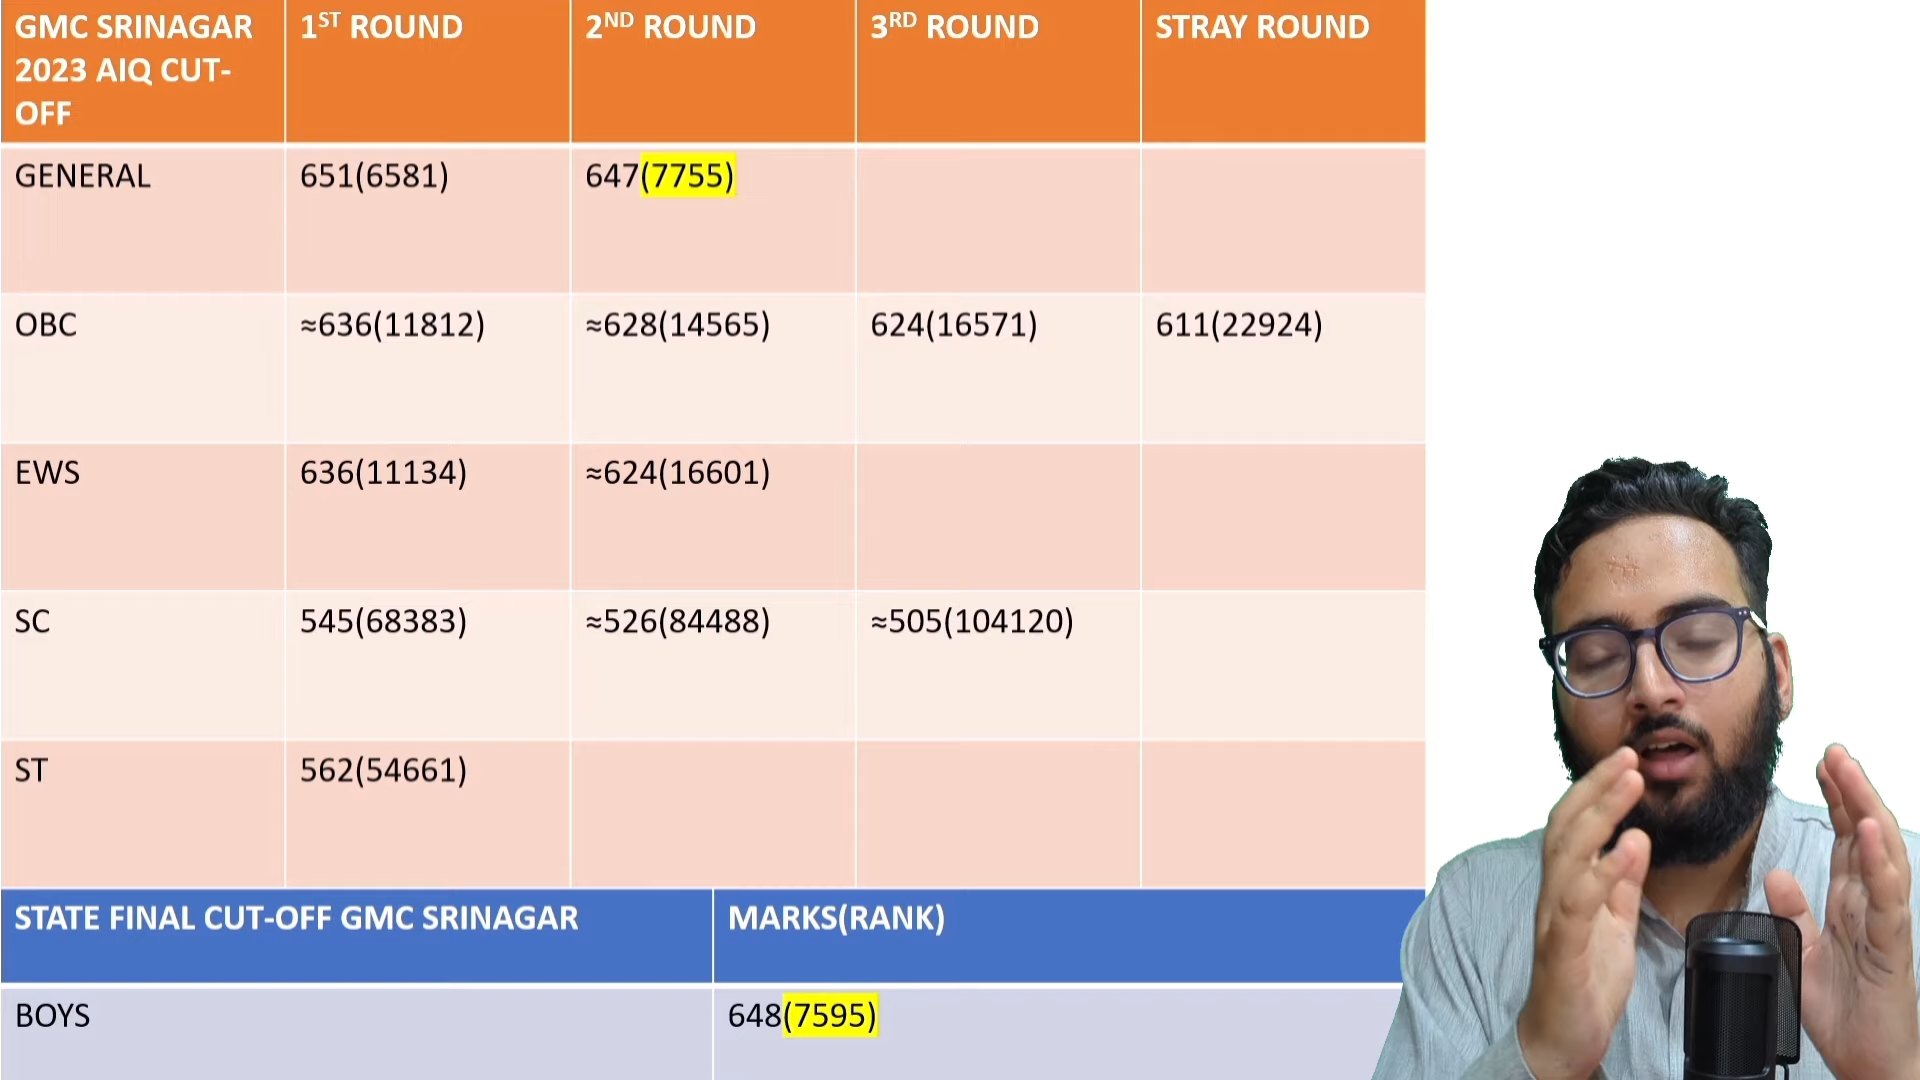 GMC SRINAGAR
2023 AIQ CUT-
OFF
1ST ROUND
2ND ROUND
3RD ROUND
STRAY ROUND
GENERAL
651(6581)
647(7755)
OBC
≈636(11812)
≈628(14565)
624(16571)
611(22924)
EWS
636(11134)
≈624(16601)
SC
545(68383)
≈526(84488)
≈505(104120)
ST
562(54661)
STATE FINAL CUT-OFF GMC SRINAGAR
MARKS(RANK)
BOYS
648(7595)